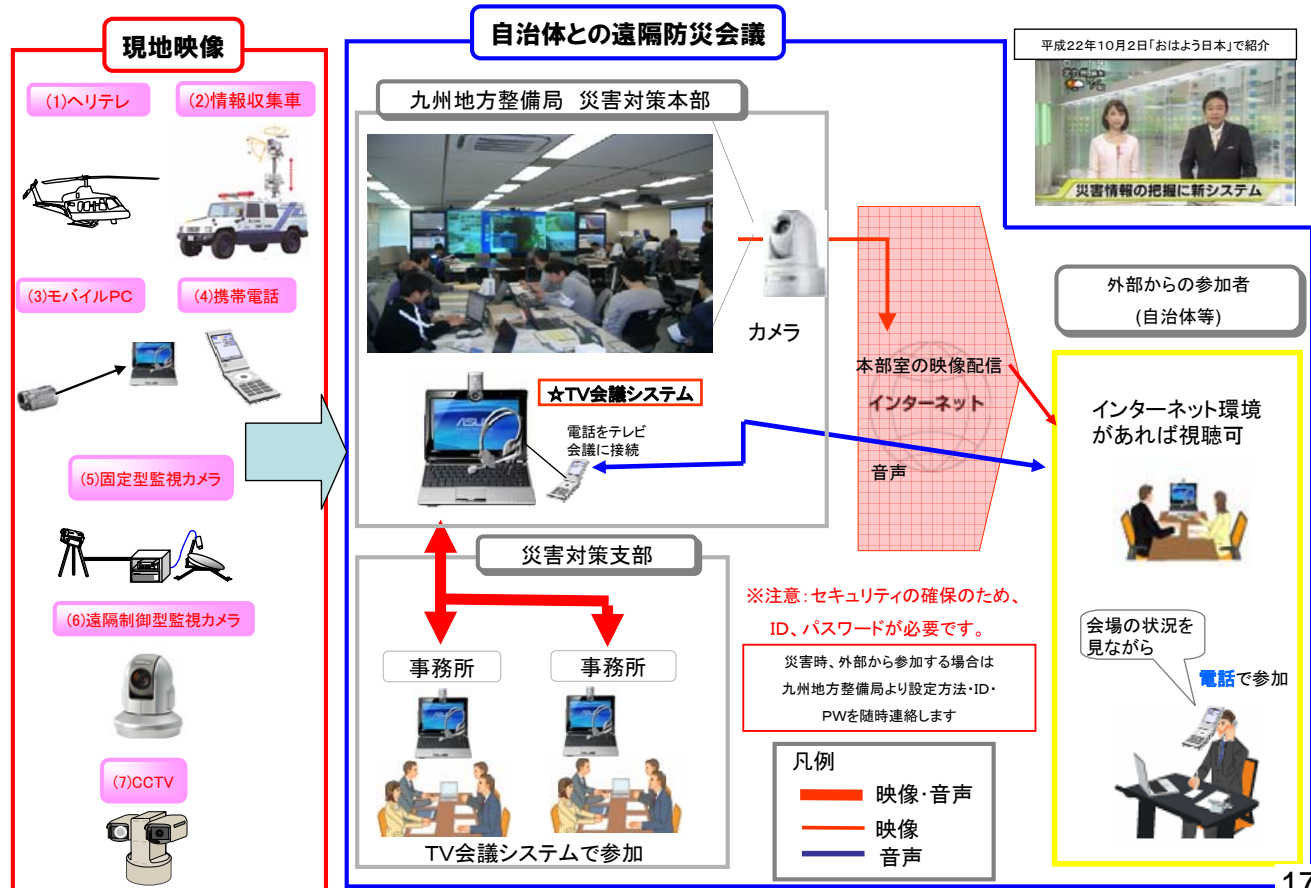 現地映像
(1)ヘリテレ
(2)情報収集車
(3)モバイルPC
(4)携帯電話
(5)固定型監視カメラ
(6)遠隔制御型監視カメラ
(7)CCTV
自治体との遠隔防災会議
九州地方整備局 災害対策本部
カメラ
☆TV会議システム
電話をテレビ
会議に接続
本部室の映像配信
インターネット
音声
災害対策支部
事務所
事務所
TV会議システムで参加
※注意:セキュリティの確保のため、
ID、パスワードが必要です。
災害時、外部から参加する場合は
九州地方整備局より設定方法・ID・
PWを随時連絡します
凡例
映像・音声
映像
音声
平成22年10月2日「おはよう日本」で紹介
災害情報の把握に新システム
外部からの参加者
(自治体等)
インターネット環境
があれば視聴可
会場の状況を
見ながら
電話で参加
17